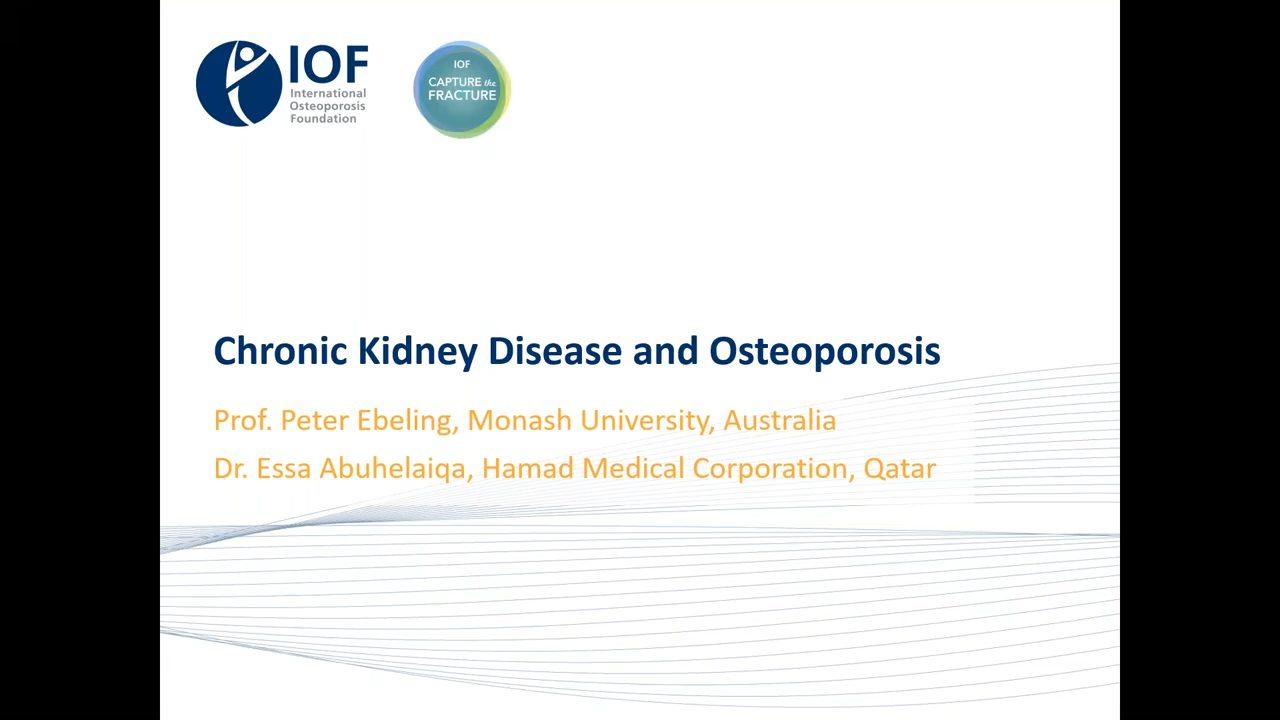 IOF
International
Osteoporosis
Foundation
IOF
CAPTURE the
FRACTURE
Chronic Kidney Disease and Osteoporosis
Prof. Peter Ebeling, Monash University, Australia
Dr. Essa Abuhelaiqa, Hamad Medical Corporation, Qatar